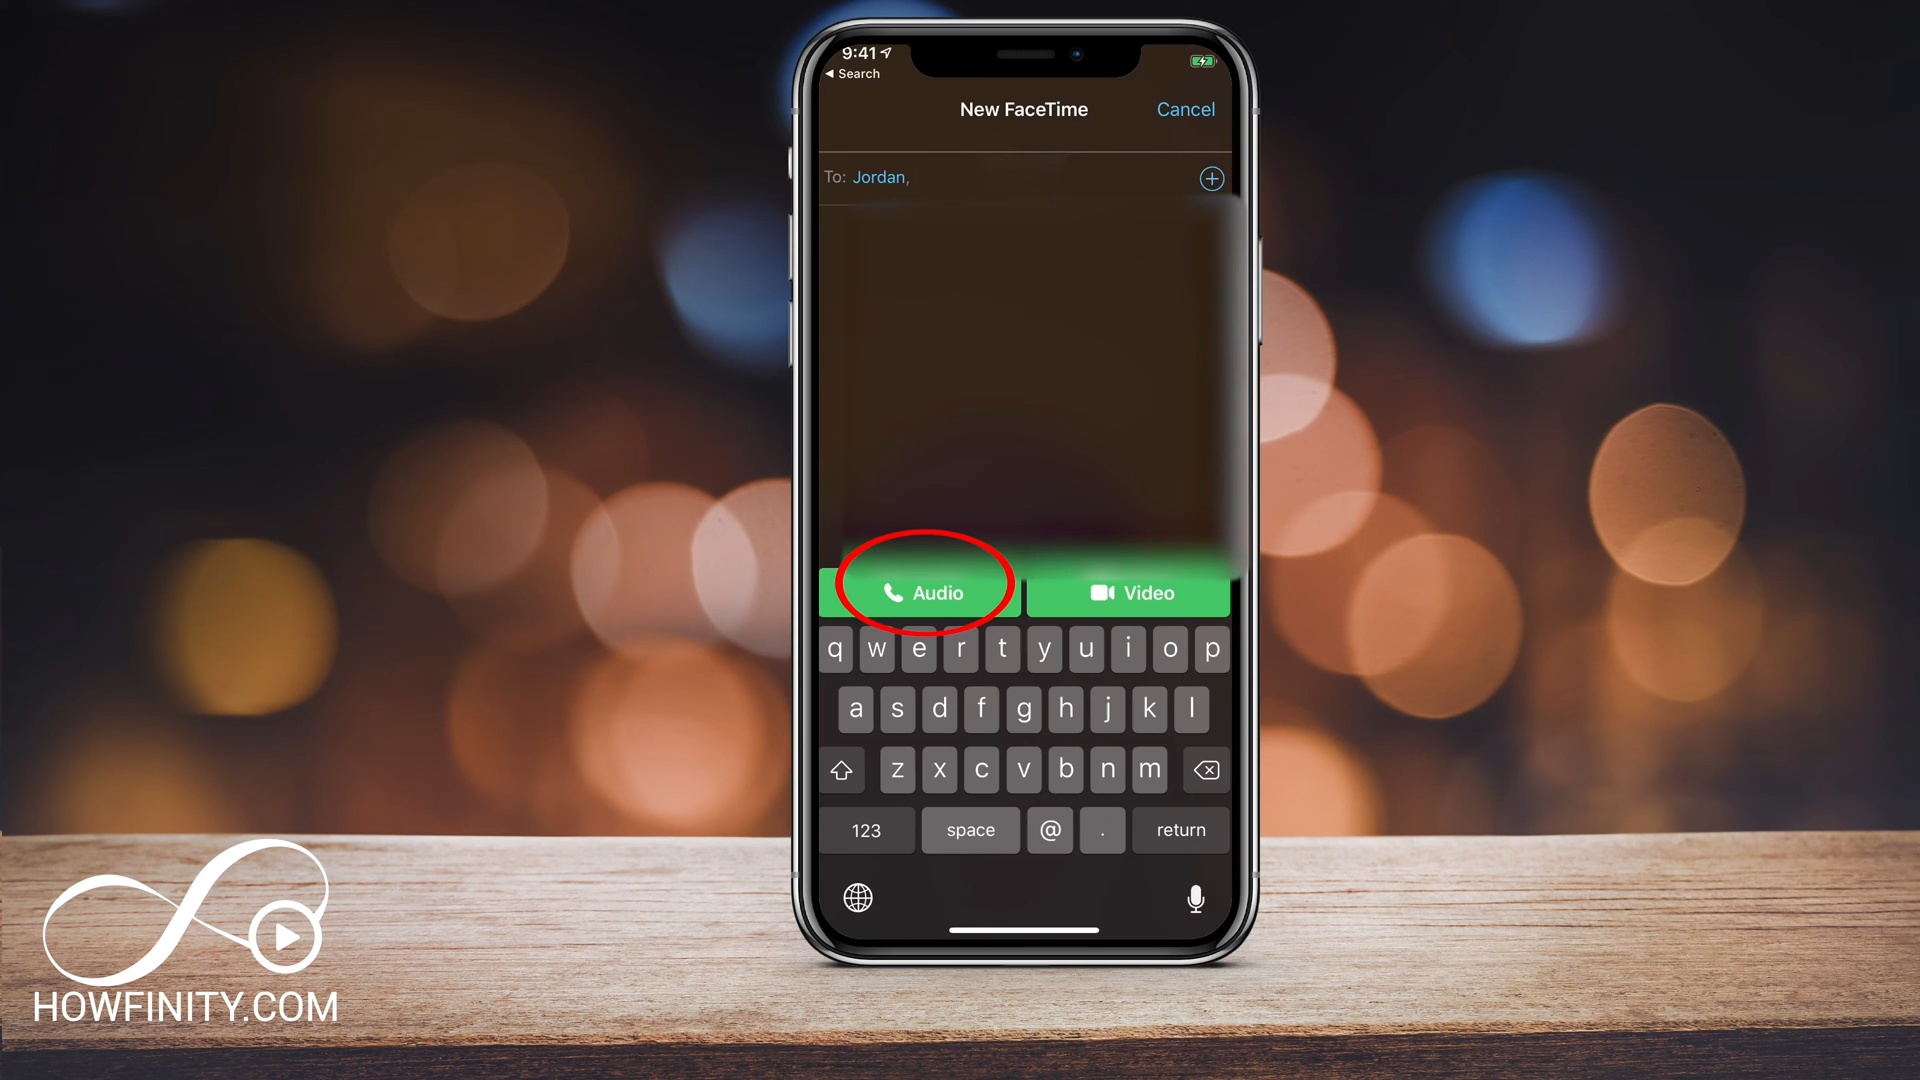 9:41
Search
New FaceTime
Cancel
To: Jordan,
Audio
Video
q w e r t y u i o p
a s d f g h j k l
z x c v b n m
123 space @ . return
HOWFINITY.COM